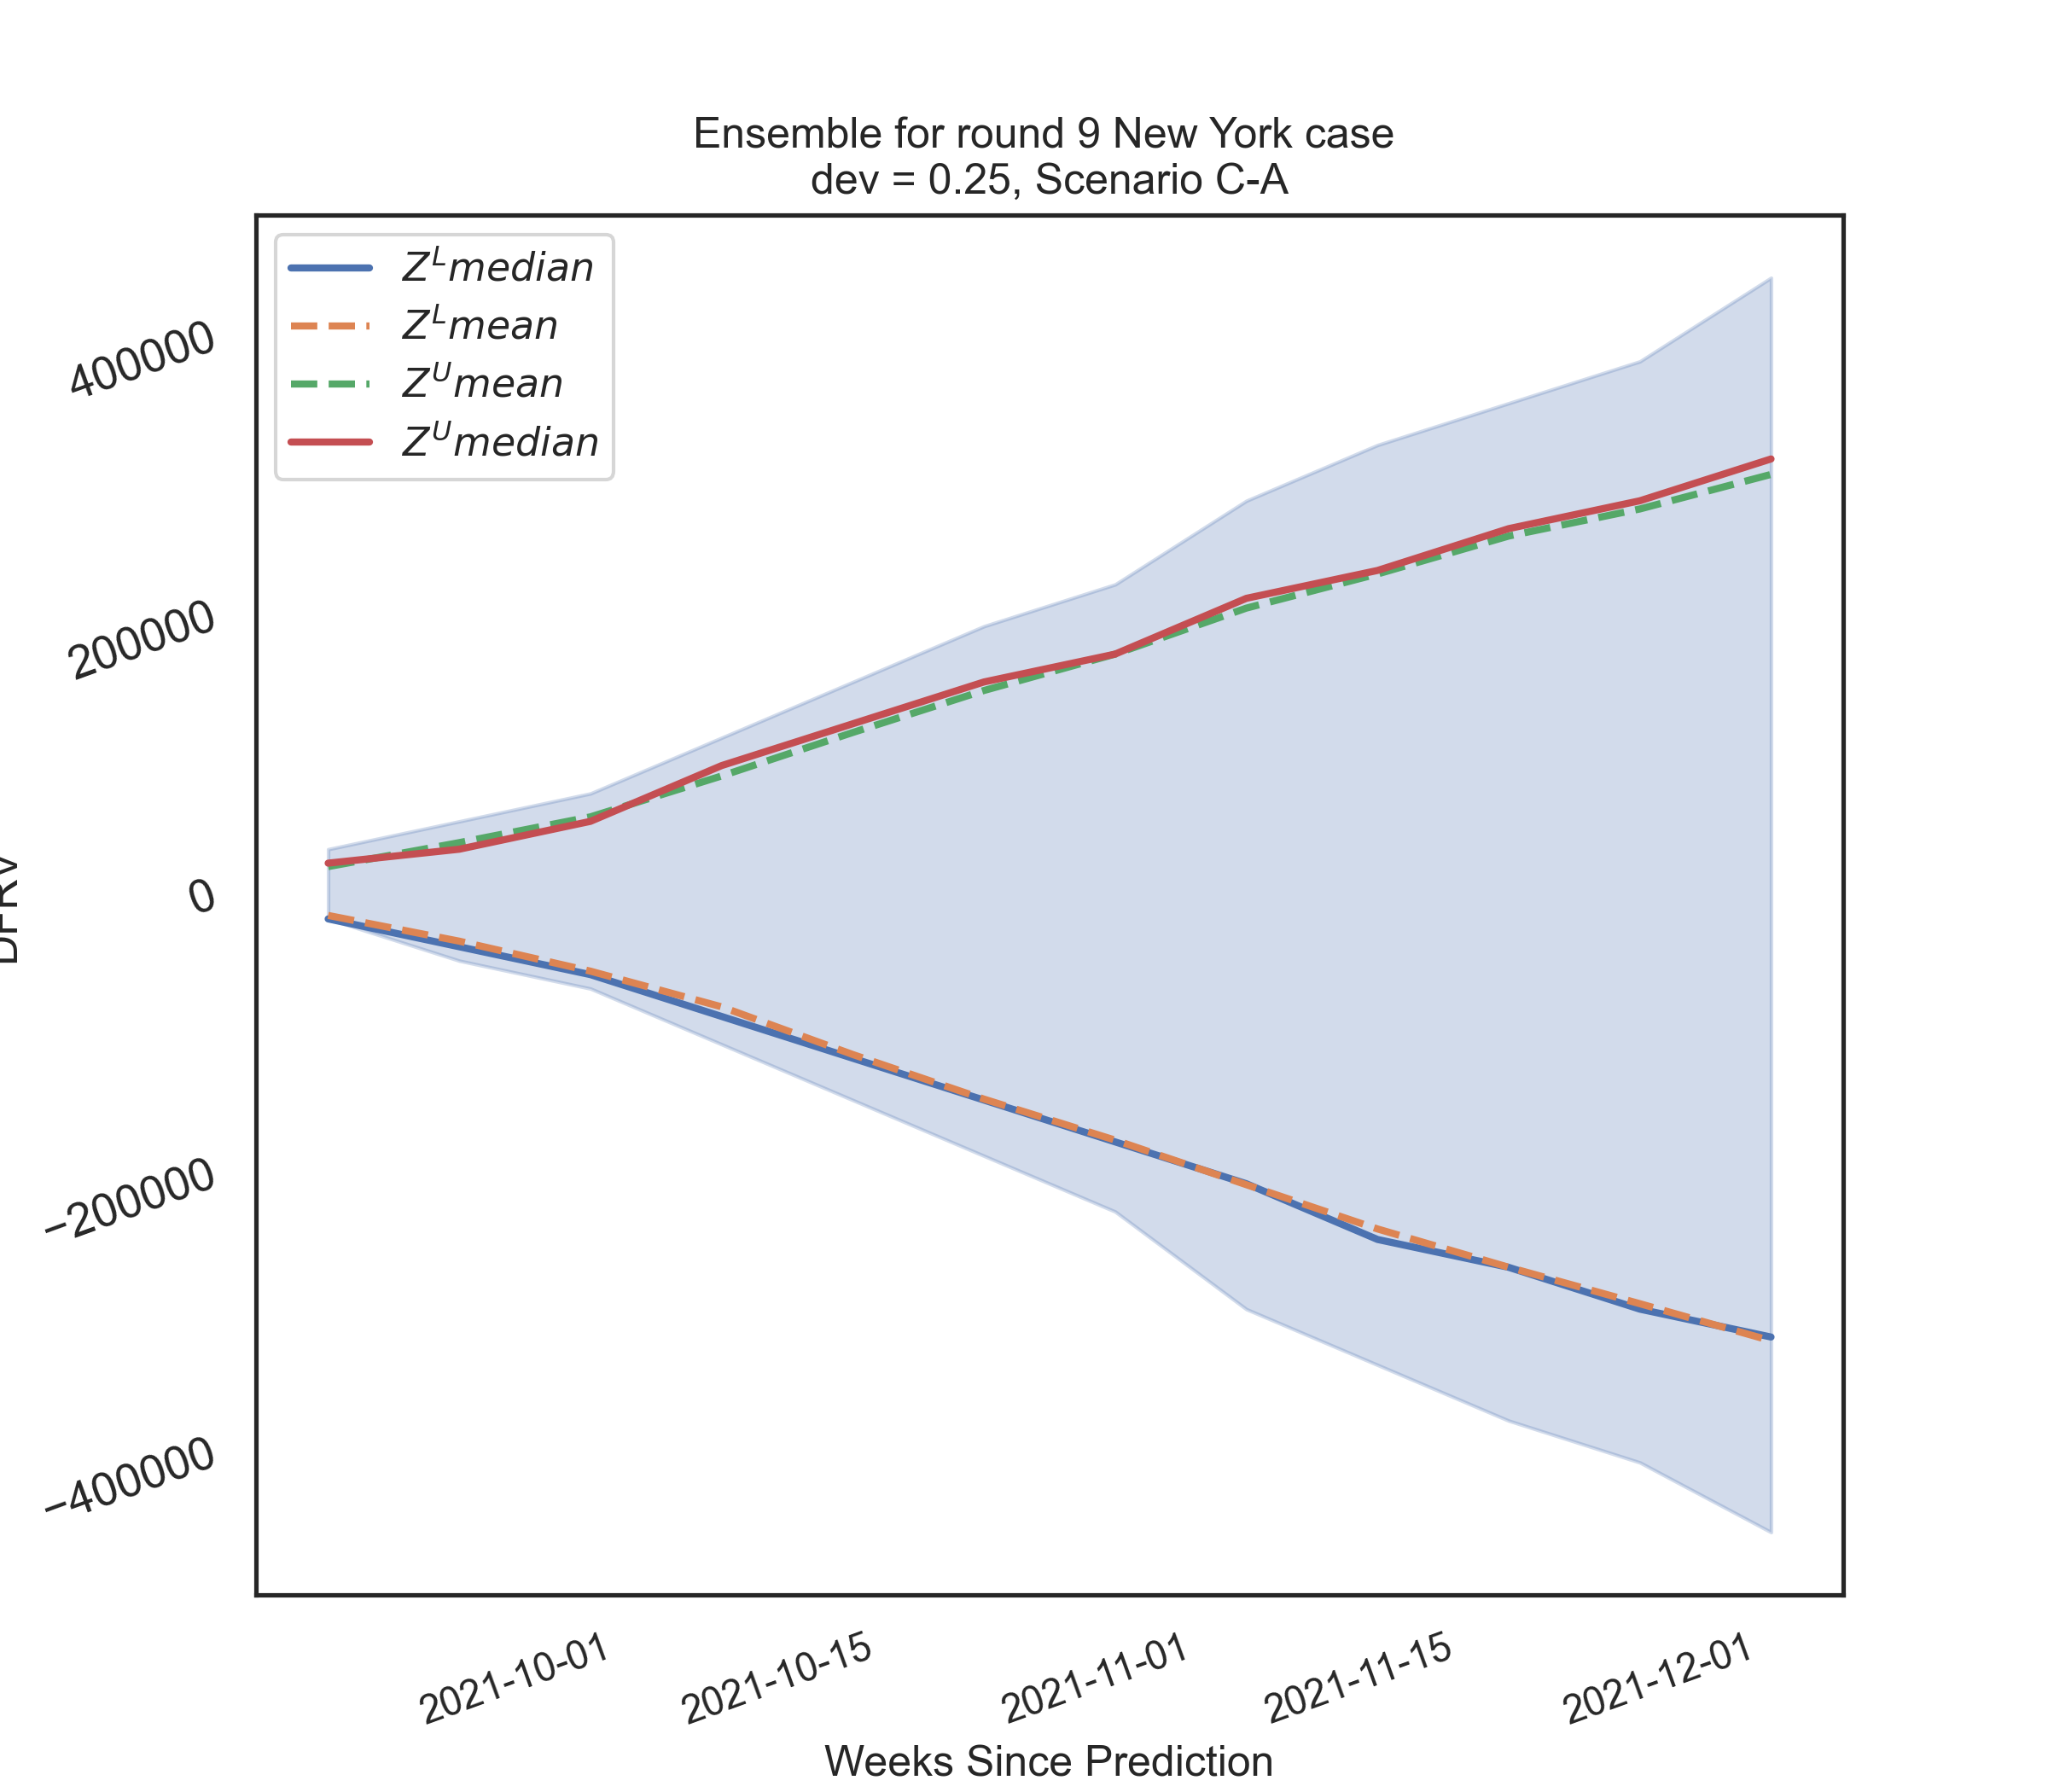 Ensemble for round 9 New York case
dev = 0.25, Scenario C-A
Z^L median
Z^L mean
Z^U mean
Z^U median
400000
200000
0
−200000
−400000
2021-10-01
2021-10-15
2021-11-01
2021-11-15
2021-12-01
Weeks Since Prediction